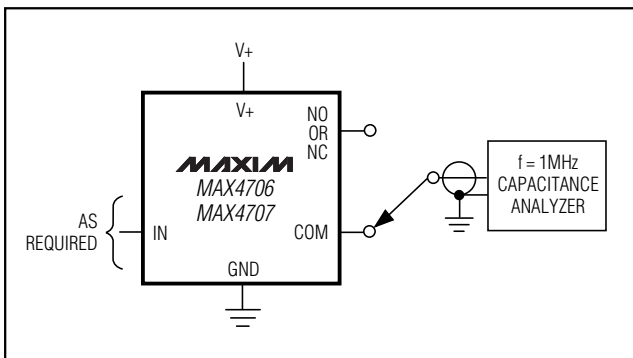 V+
V+
NO
OR
NC
MAXIM
MAX4706
MAX4707
AS
REQUIRED
IN
COM
GND
f = 1MHz
CAPACITANCE
ANALYZER